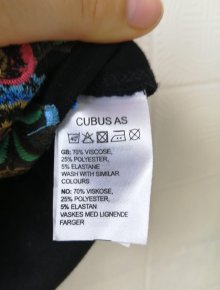 CUBUS AS
GB: 70% VISCOSE,
25% POLYESTER,
5% ELASTANE
WASH WITH SIMILAR
COLOURS
NO: 70% VISKOSE,
25% POLYESTER,
5% ELASTAN
VASKES MED LIGNENDE
FARGER